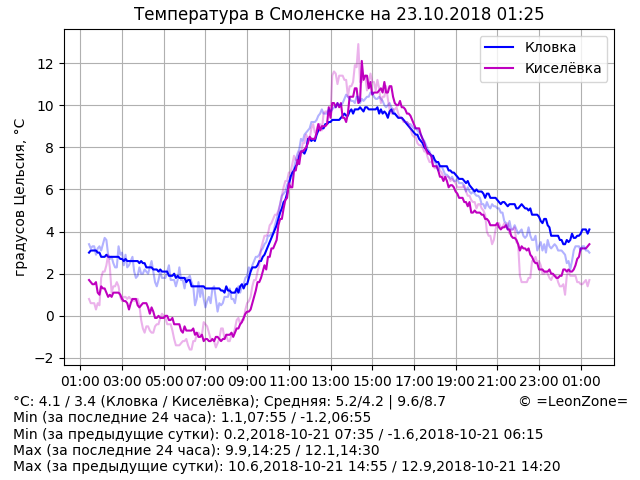 Температура в Смоленске на 23.10.2018 01:25
Кловка
Киселёвка
градусов Цельсия, °C
12
10
8
6
4
2
0
−2
01:00 03:00 05:00 07:00 09:00 11:00 13:00 15:00 17:00 19:00 21:00 23:00 01:00
°C: 4.1 / 3.4 (Кловка / Киселёвка); Средняя: 5.2/4.2 | 9.6/8.7 © =LeonZone=
Min (за последние 24 часа): 1.1,07:55 / -1.2,06:55
Min (за предыдущие сутки): 0.2,2018-10-21 07:35 / -1.6,2018-10-21 06:15
Max (за последние 24 часа): 9.9,14:25 / 12.1,14:30
Max (за предыдущие сутки): 10.6,2018-10-21 14:55 / 12.9,2018-10-21 14:20